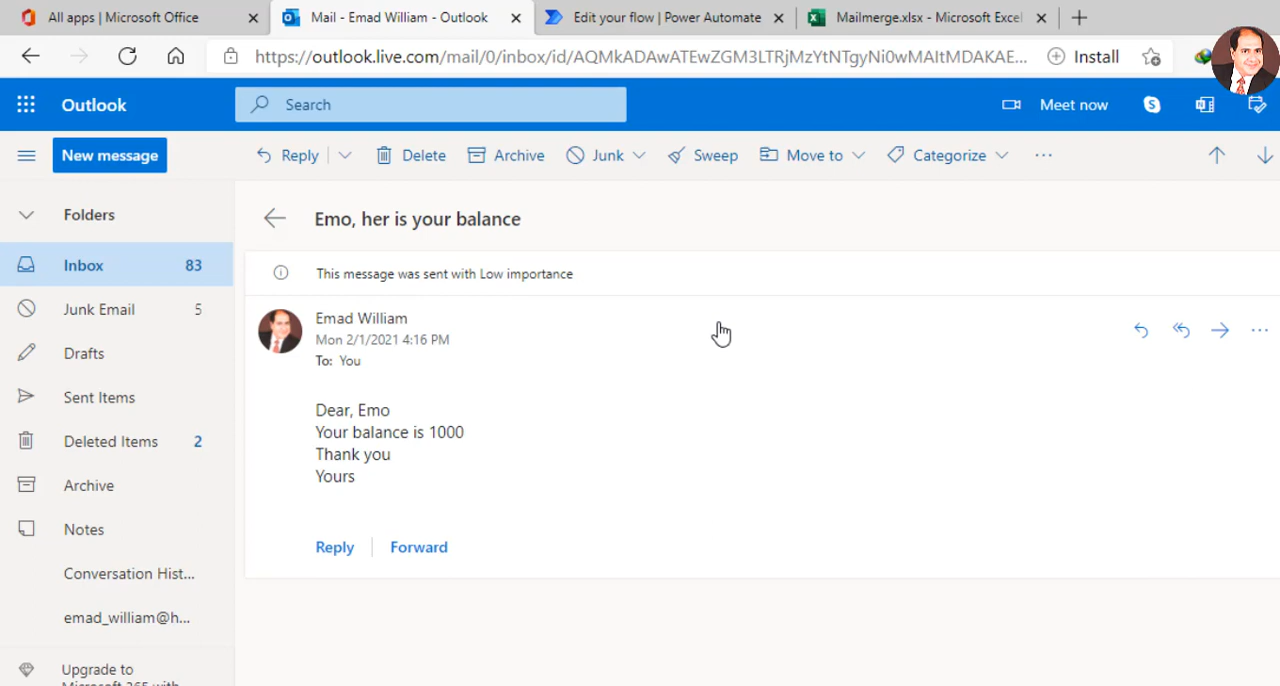 All apps | Microsoft Office
Mail - Emad William - Outlook
Edit your flow | Power Automate
Mailmerge.xlsx - Microsoft Excel
https://outlook.live.com/mail/0/inbox/id/AQMkADAwATEwZGM3LTRjMzYtNTgyNi0wMAItMDAKAE...
Install
Outlook
Search
Meet now
New message
Reply
Delete
Archive
Junk
Sweep
Move to
Categorize
Folders
Inbox 83
Junk Email 5
Drafts
Sent Items
Deleted Items 2
Archive
Notes
Conversation Hist...
emad_william@h...
Upgrade to
Microsoft 365 with
Emo, her is your balance
This message was sent with Low importance
Emad William
Mon 2/1/2021 4:16 PM
To: You
Dear, Emo
Your balance is 1000
Thank you
Yours
Reply
Forward